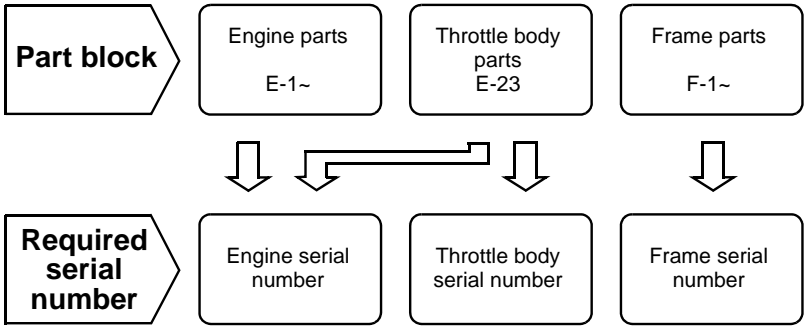 Part block
Engine parts
E-1~
Throttle body
parts
E-23
Frame parts
F-1~
Required
serial
number
Engine serial
number
Throttle body
serial number
Frame serial
number